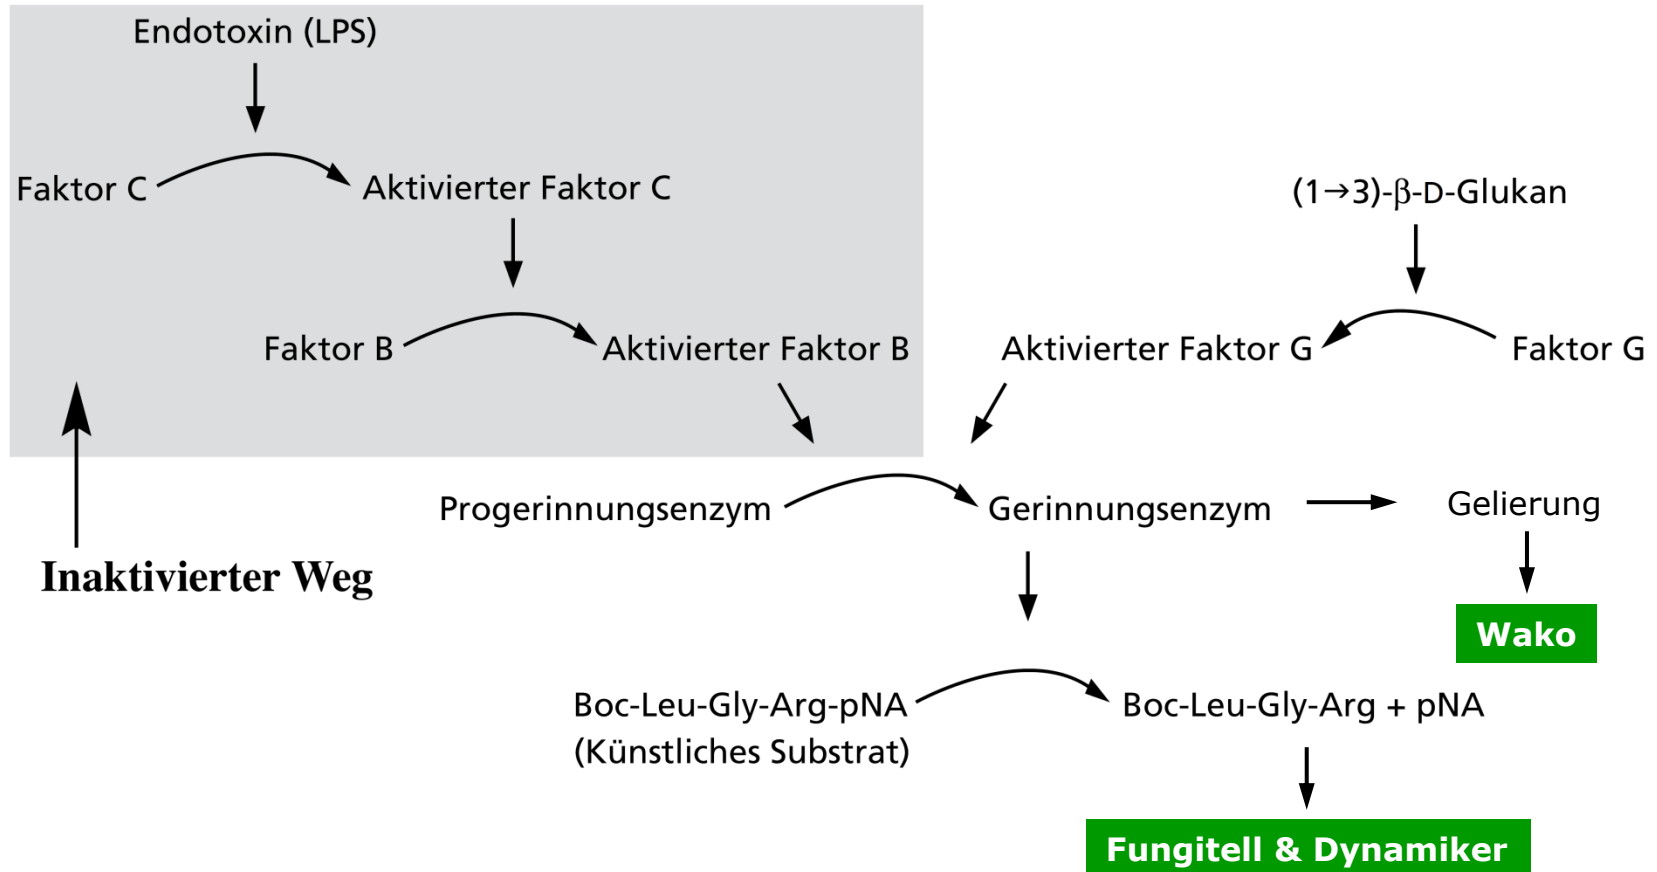 Endotoxin (LPS)
Faktor C
Aktivierter Faktor C
(1→3)-β-D-Glukan
Faktor B
Aktivierter Faktor B
Aktivierter Faktor G
Faktor G
Progerinnungsenzym
Gerinnungsenzym
Gelierung
Inaktivierter Weg
Wako
Boc-Leu-Gly-Arg-pNA
(Künstliches Substrat)
Boc-Leu-Gly-Arg + pNA
Fungitell & Dynamiker